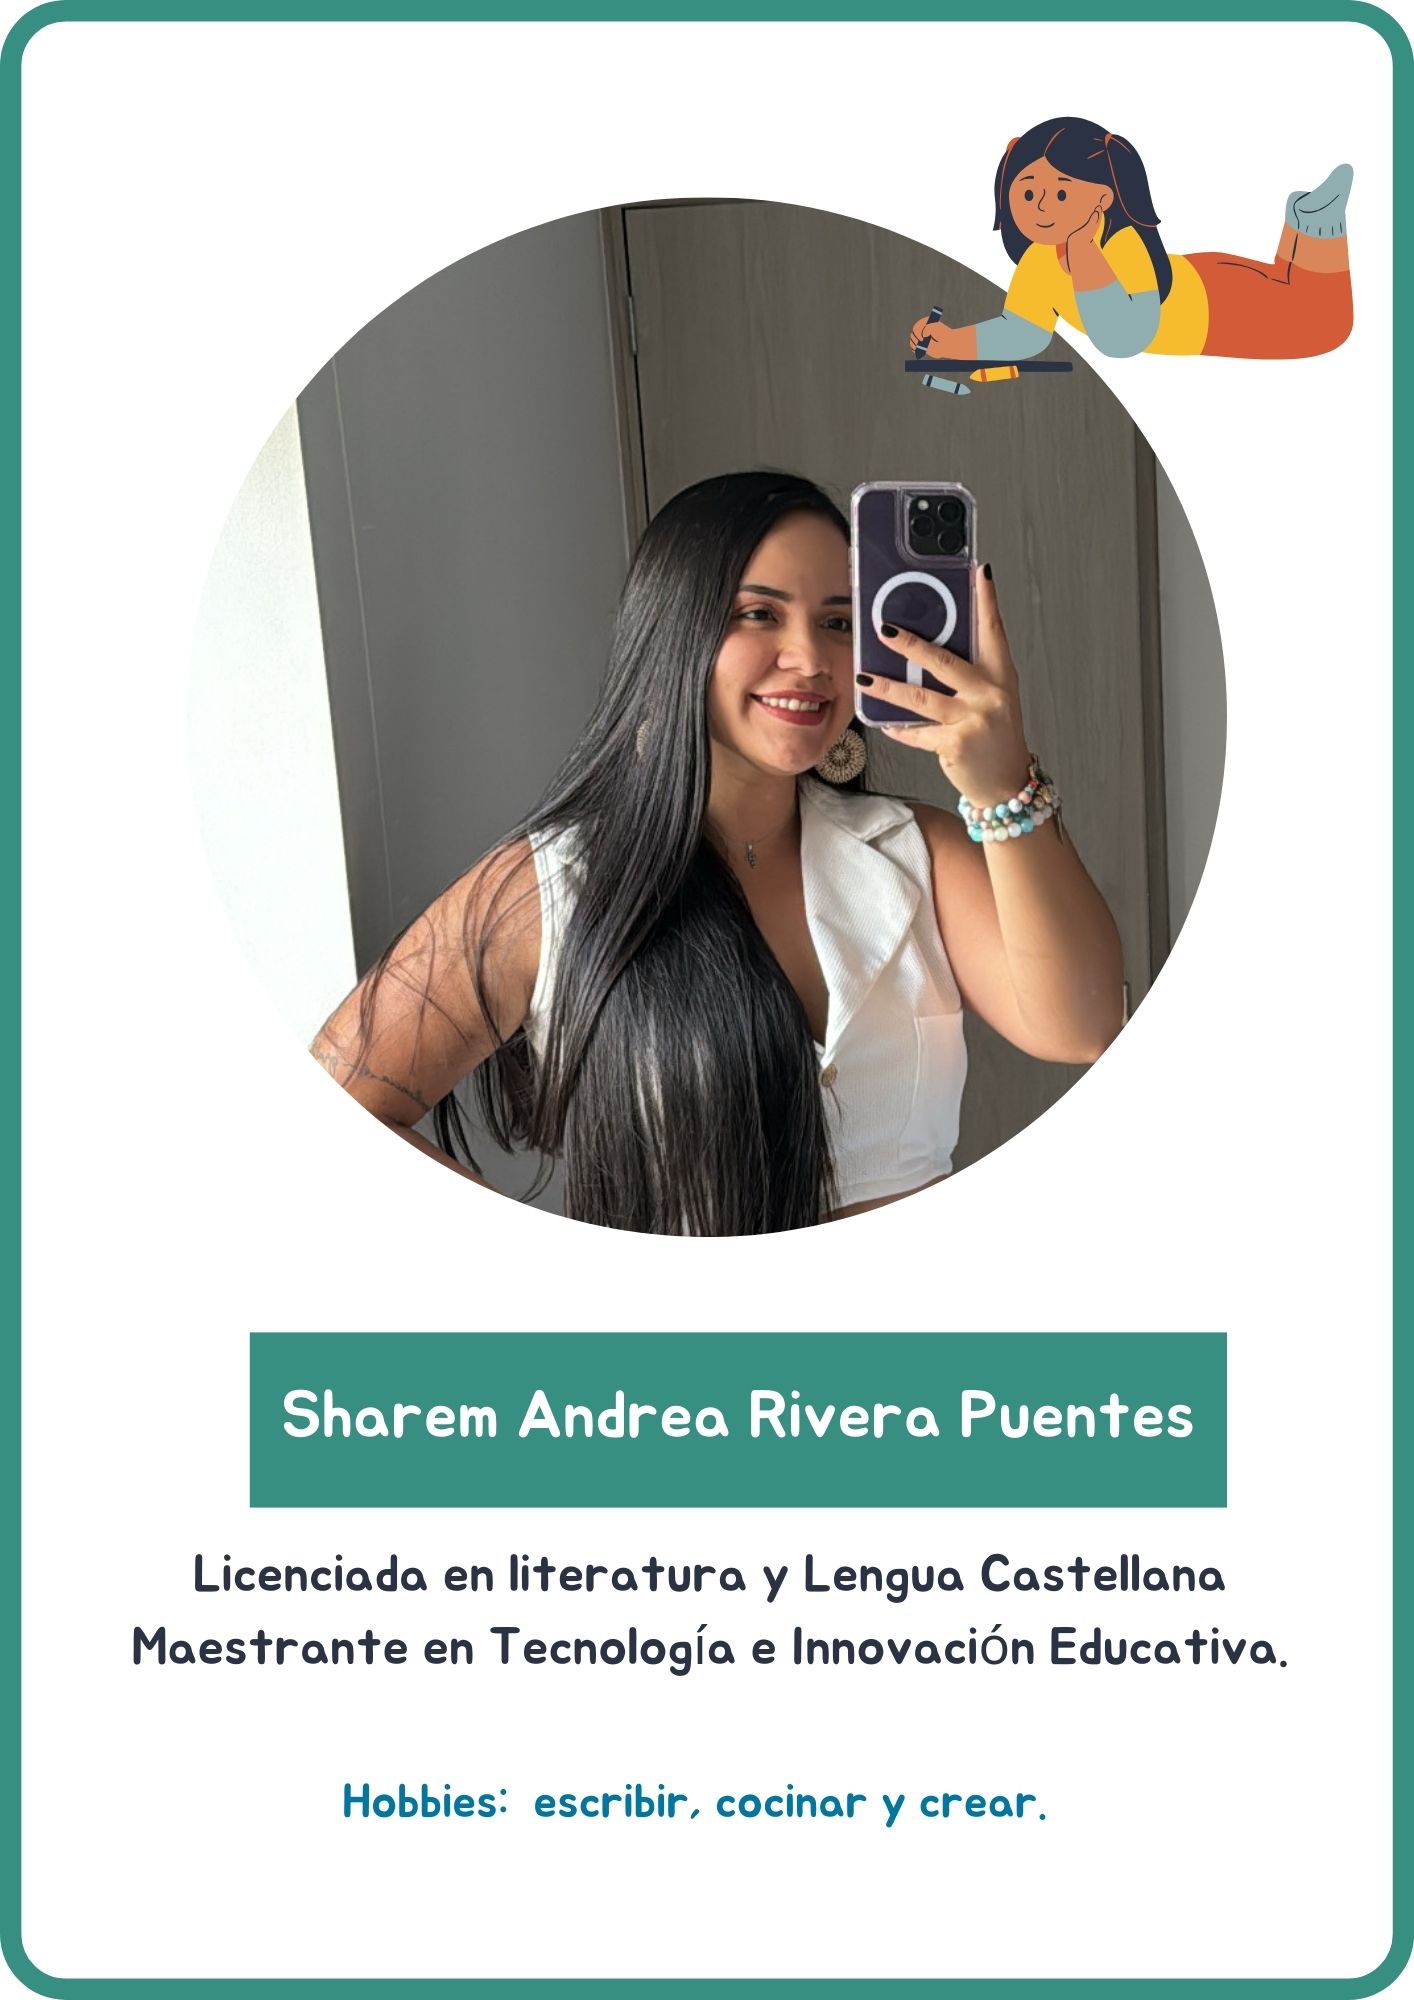 Sharem Andrea Rivera Puentes
Licenciada en literatura y Lengua Castellana
Maestrante en Tecnología e Innovación Educativa.
Hobbies: escribir, cocinar y crear.